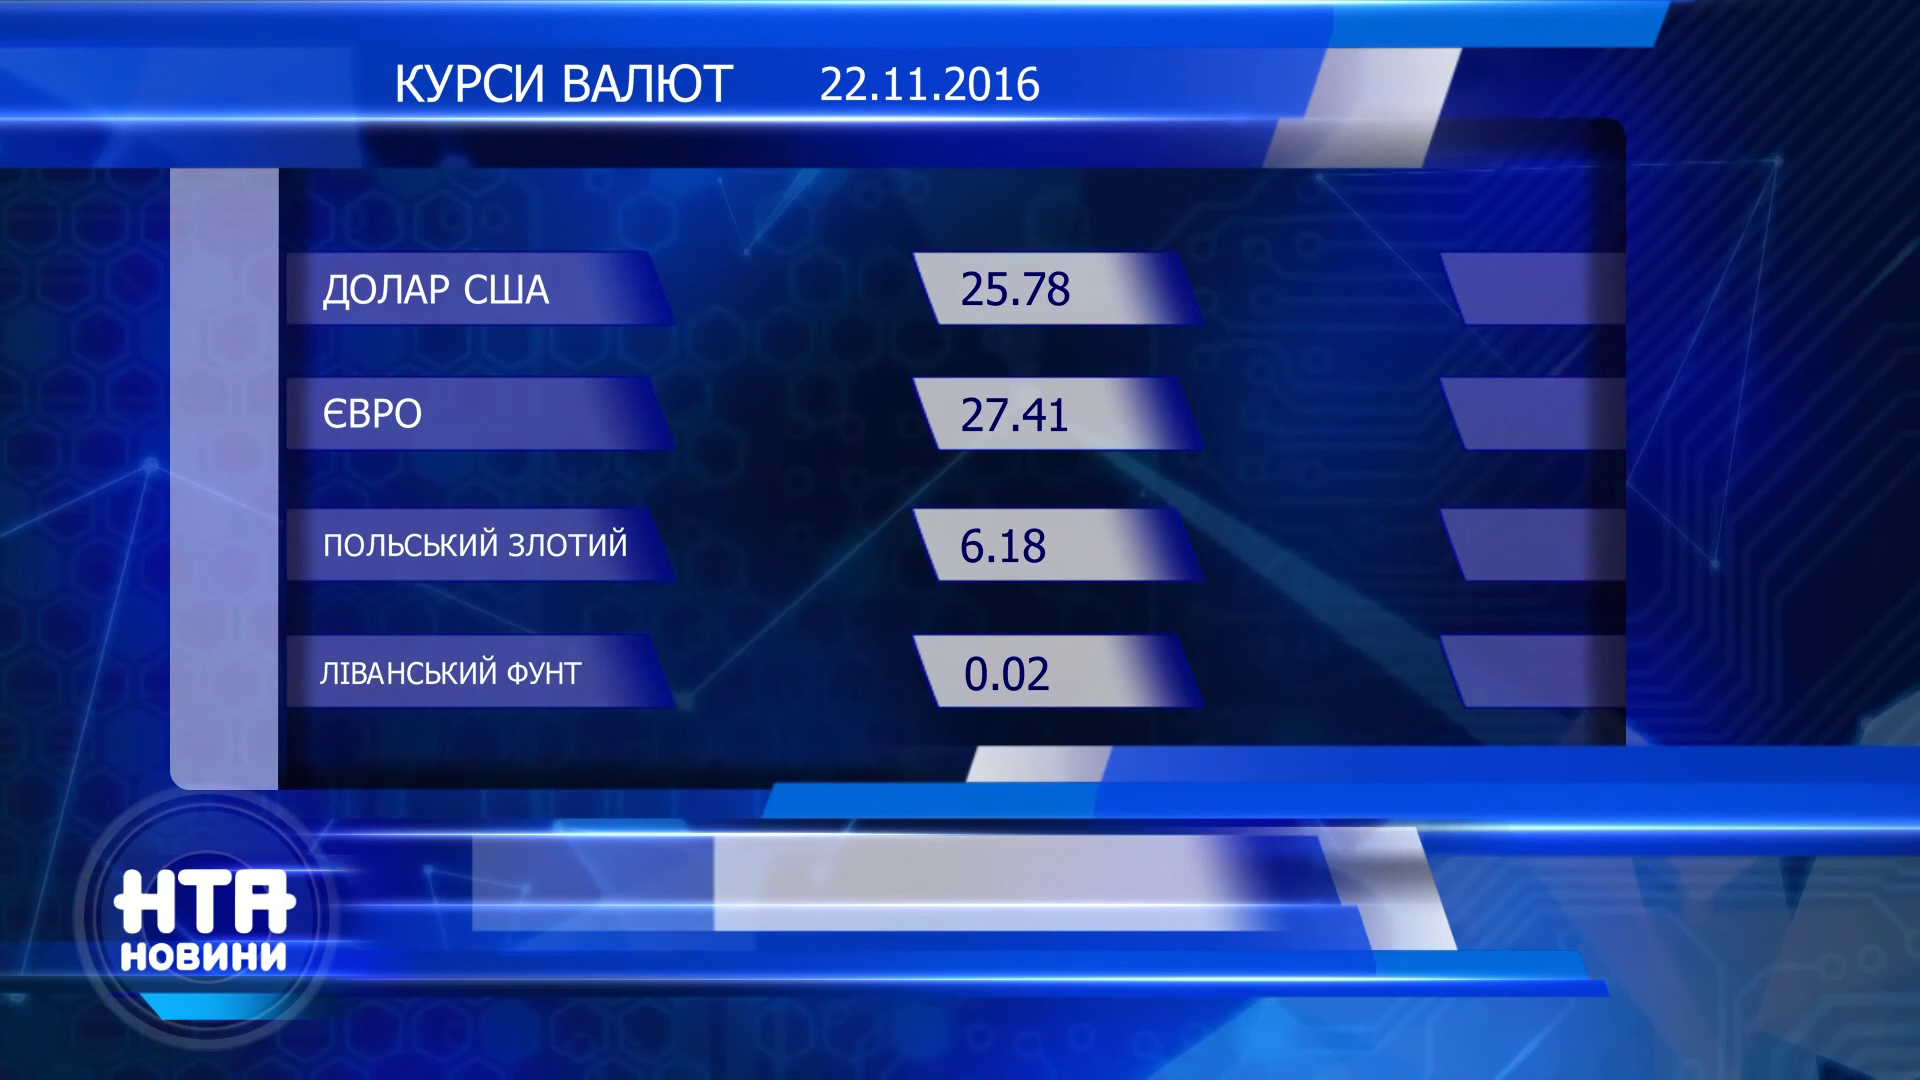 КУРСИ ВАЛЮТ 22.11.2016
ДОЛАР США 25.78
ЄВРО 27.41
ПОЛЬСЬКИЙ ЗЛОТИЙ 6.18
ЛІВАНСЬКИЙ ФУНТ 0.02
НТА
НОВИНИ